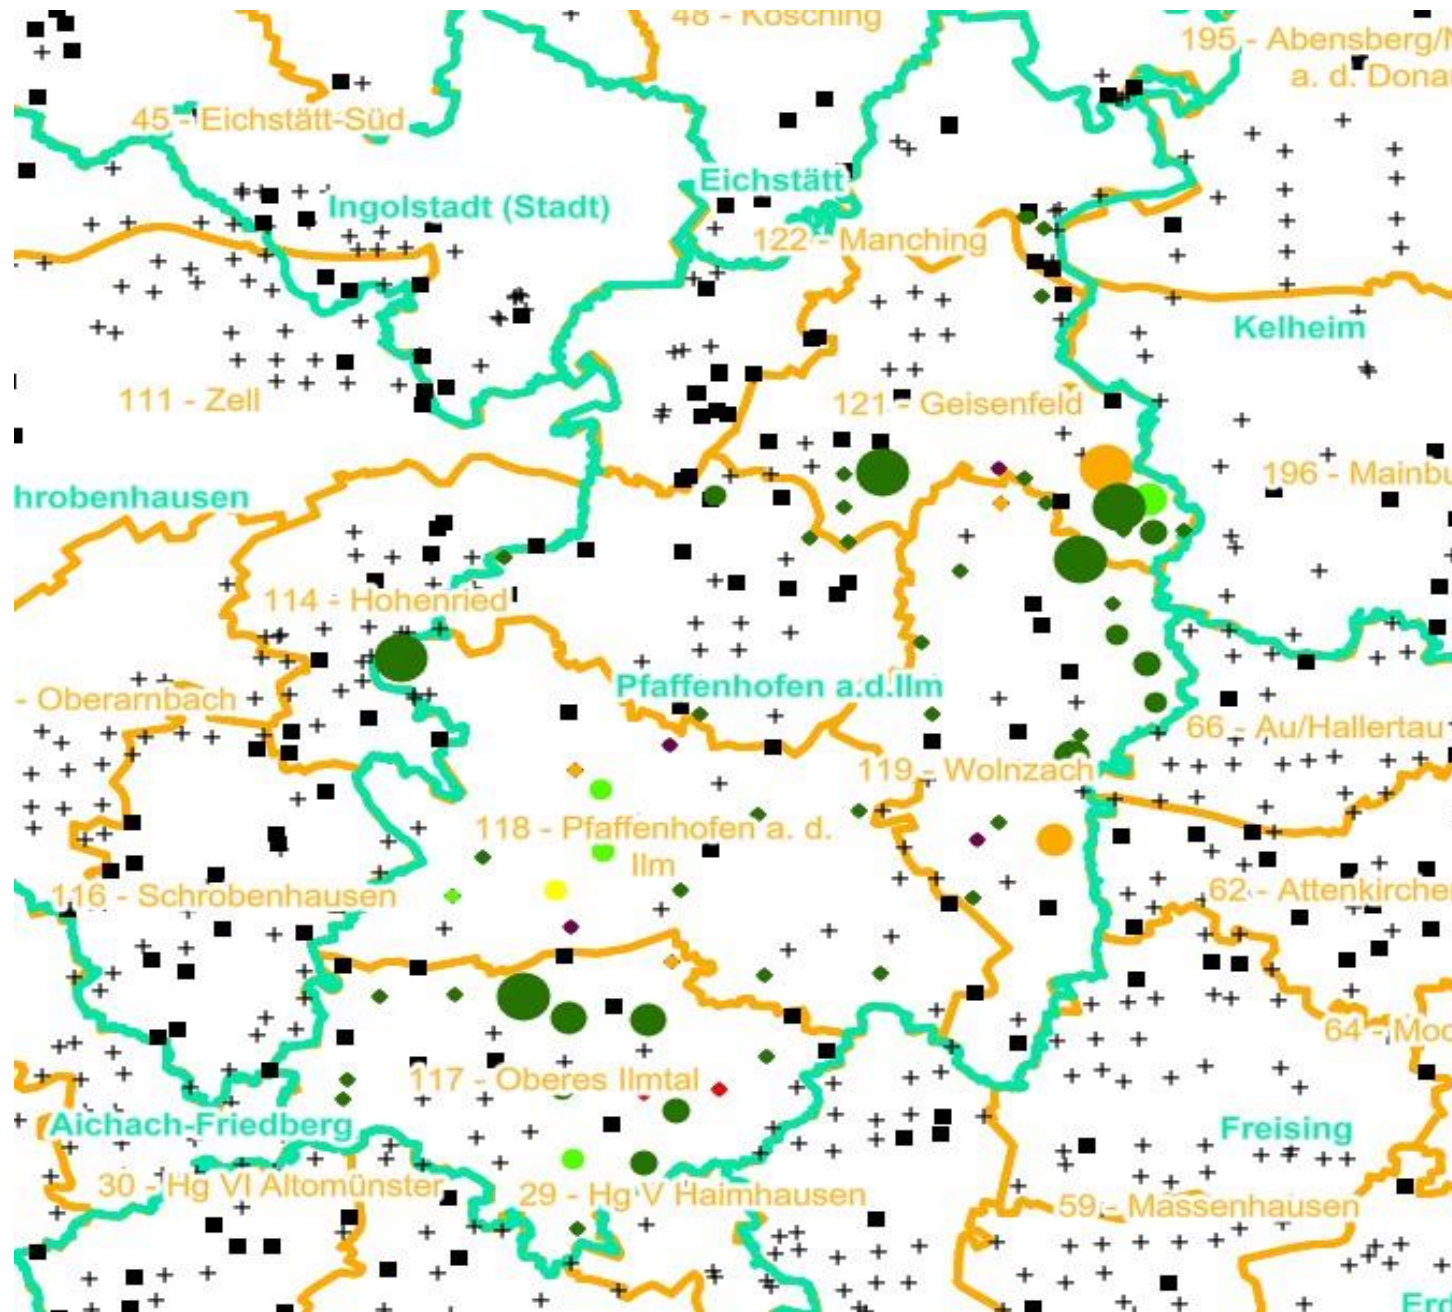 48 - Kösching
195 - Abensberg/N
a. d. Dona
45 - Eichstätt-Süd
Eichstätt
Ingolstadt (Stadt)
122 - Manching
Kelheim
111 - Zell
121 - Geisenfeld
196 - Mainbu
hrobenhausen
114 - Hohenried
Pfaffenhofen a.d.Ilm
- Oberarnbach
66 - Au/Hallertau
119 - Wolnzach
118 - Pfaffenhofen a. d.
Ilm
116 - Schrobenhausen
62 - Attenkirche
64 - Moo
117 - Oberes Ilmtal
Aichach-Friedberg
Freising
30 - Hg VI Altomünster
29 - Hg V Haimhausen
59 - Massenhausen
Erd